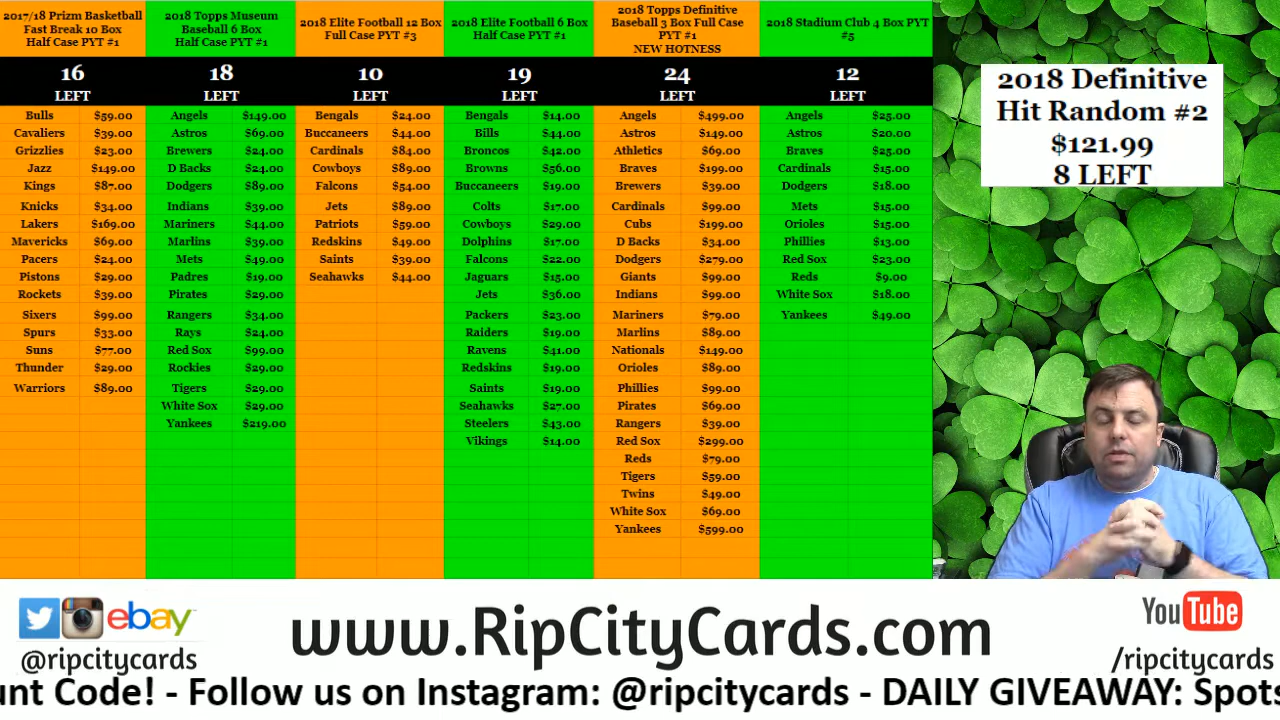 2017/18 Prizm Basketball
Fast Break 10 Box
Half Case PYT #1
16
LEFT
Bulls $59.00
Cavaliers $39.00
Grizzlies $23.00
Jazz $149.00
Kings $87.00
Knicks $34.00
Lakers $169.00
Mavericks $69.00
Pacers $24.00
Pistons $29.00
Rockets $39.00
Sixers $99.00
Spurs $33.00
Suns $77.00
Thunder $29.00
Warriors $89.00
2018 Topps Museum
Baseball 6 Box
Half Case PYT #1
18
LEFT
Angels $149.00
Astros $69.00
Brewers $24.00
D Backs $24.00
Dodgers $89.00
Indians $39.00
Mariners $44.00
Marlins $39.00
Mets $49.00
Padres $19.00
Pirates $29.00
Rangers $34.00
Rays $24.00
Red Sox $99.00
Rockies $29.00
Tigers $29.00
White Sox $29.00
Yankees $219.00
2018 Elite Football 12 Box
Full Case PYT #3
10
LEFT
Bengals $24.00
Buccaneers $44.00
Cardinals $84.00
Cowboys $89.00
Falcons $54.00
Jets $89.00
Patriots $59.00
Redskins $49.00
Saints $39.00
Seahawks $44.00
2018 Elite Football 6 Box
Half Case PYT #1
19
LEFT
Bengals $14.00
Bills $44.00
Broncos $42.00
Browns $56.00
Buccaneers $19.00
Colts $17.00
Cowboys $29.00
Dolphins $17.00
Falcons $22.00
Jaguars $15.00
Jets $36.00
Packers $23.00
Raiders $19.00
Ravens $41.00
Redskins $19.00
Saints $19.00
Seahawks $27.00
Steelers $43.00
Vikings $14.00
2018 Topps Definitive
Baseball 3 Box Full Case
PYT #1
NEW HOTNESS
24
LEFT
Angels $499.00
Astros $149.00
Athletics $69.00
Braves $199.00
Brewers $39.00
Cardinals $99.00
Cubs $199.00
D Backs $34.00
Dodgers $279.00
Giants $99.00
Indians $99.00
Mariners $79.00
Marlins $89.00
Nationals $149.00
Orioles $89.00
Phillies $99.00
Pirates $69.00
Rangers $39.00
Red Sox $299.00
Reds $79.00
Tigers $59.00
Twins $49.00
White Sox $69.00
Yankees $599.00
2018 Stadium Club 4 Box PYT
#5
12
LEFT
Angels $25.00
Astros $20.00
Braves $25.00
Cardinals $15.00
Dodgers $18.00
Mets $15.00
Orioles $15.00
Phillies $13.00
Red Sox $23.00
Reds $9.00
White Sox $18.00
Yankees $49.00
2018 Definitive
Hit Random #2
$121.99
8 LEFT
ebay
@ripcitycards
www.RipCityCards.com
YouTube
/ripcitycards
unt Code! - Follow us on Instagram: @ripcitycards - DAILY GIVEAWAY: Spots